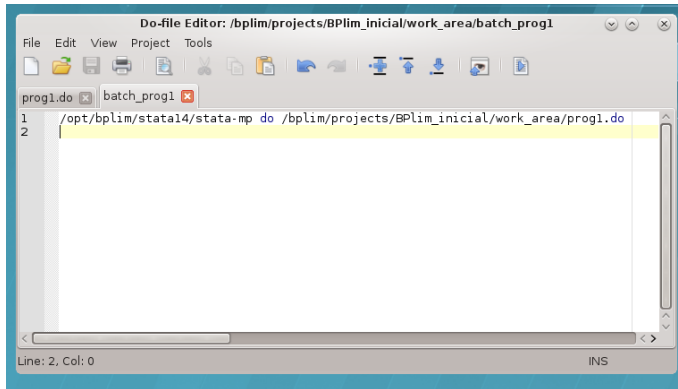 Do-file Editor: /bplim/projects/BPlim_inicial/work_area/batch_prog1
File Edit View Project Tools
prog1.do batch_prog1
1 /opt/bplim/stata14/stata-mp do /bplim/projects/BPlim_inicial/work_area/prog1.do
2
Line: 2, Col: 0 INS